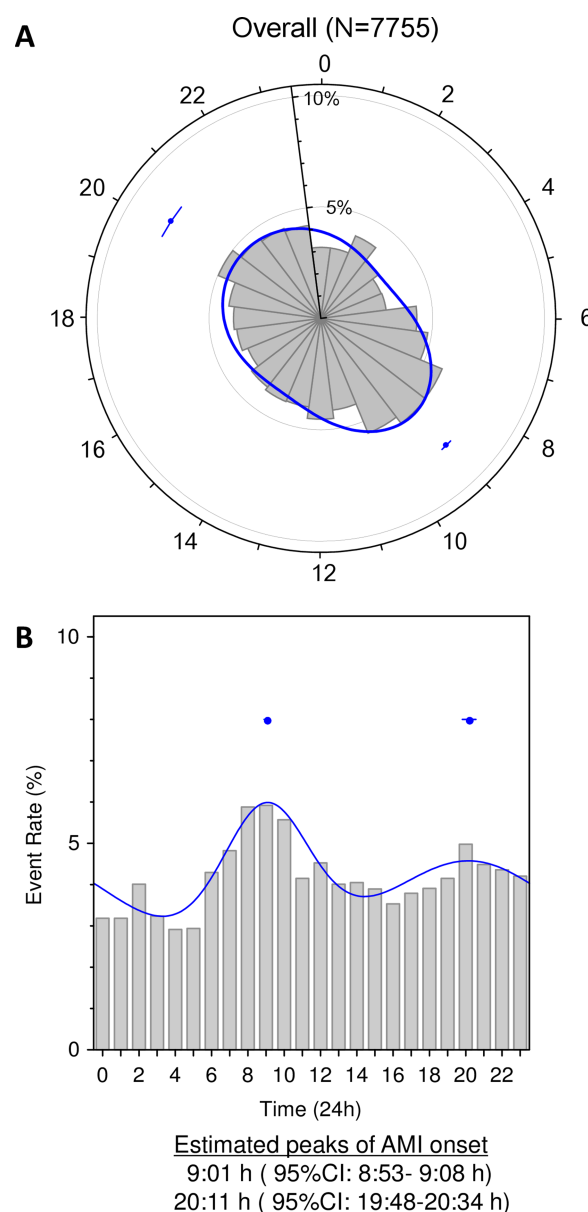 A
Overall (N=7755)
0
2
4
6
8
10
12
14
16
18
20
22
10%
5%
B
10
5
0
Event Rate (%)
0 2 4 6 8 10 12 14 16 18 20 22
Time (24h)
Estimated peaks of AMI onset
9:01 h ( 95%CI: 8:53- 9:08 h)
20:11 h ( 95%CI: 19:48-20:34 h)